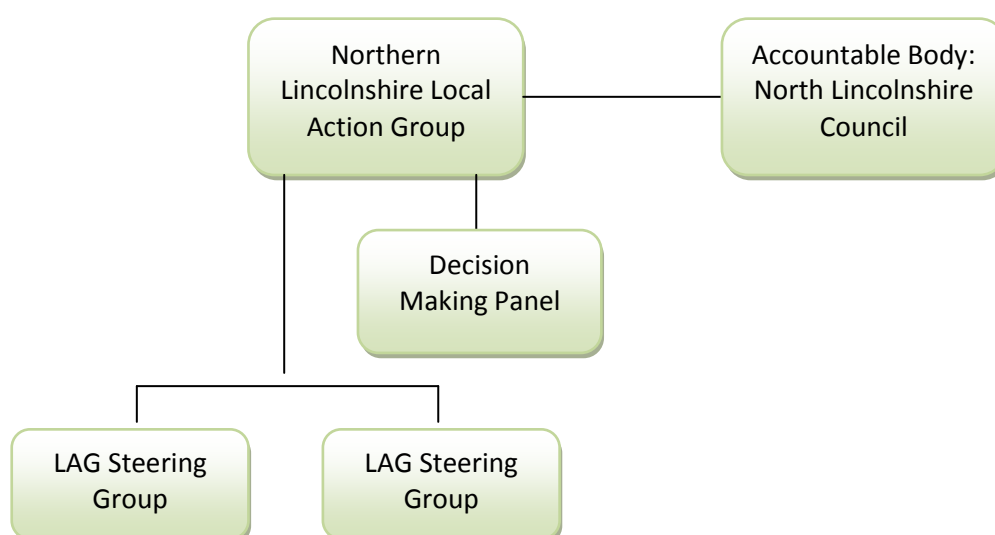 Northern
Lincolnshire Local
Action Group
Accountable Body:
North Lincolnshire
Council
Decision
Making Panel
LAG Steering
Group
LAG Steering
Group